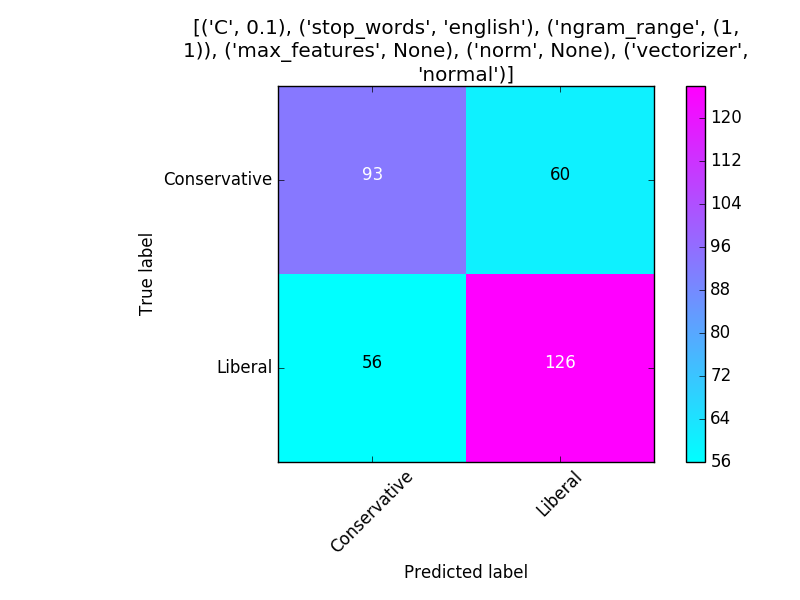 [('C', 0.1), ('stop_words', 'english'), ('ngram_range', (1,
1)), ('max_features', None), ('norm', None), ('vectorizer',
'normal')]
Conservative
93
60
Liberal
56
126
True label
Conservative
Liberal
Predicted label
120
112
104
96
88
80
72
64
56